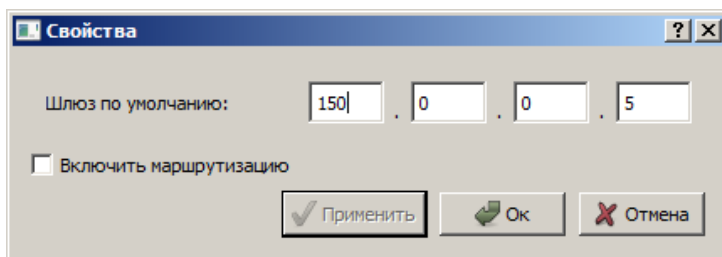 Свойства
Шлюз по умолчанию: 150 . 0 . 0 . 5
Включить маршрутизацию
Применить Ок Отмена